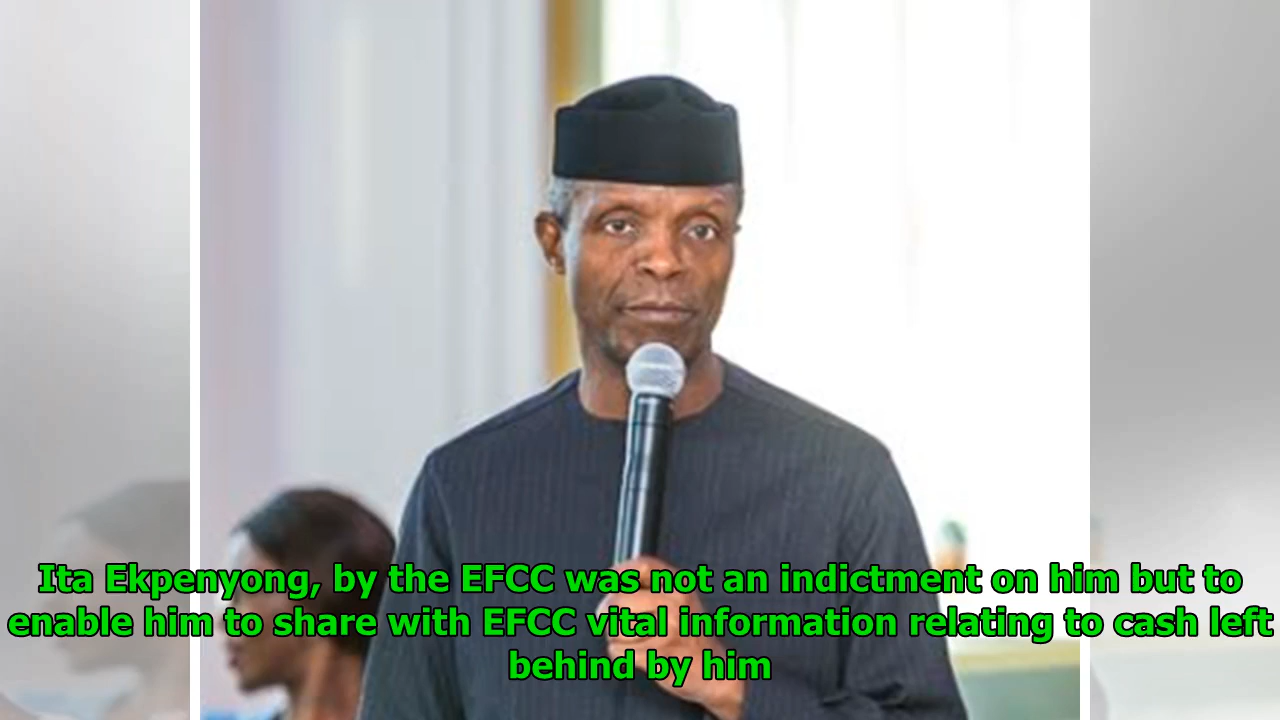 Ita Ekpenyong, by the EFCC was not an indictment on him but to
enable him to share with EFCC vital information relating to cash left
behind by him